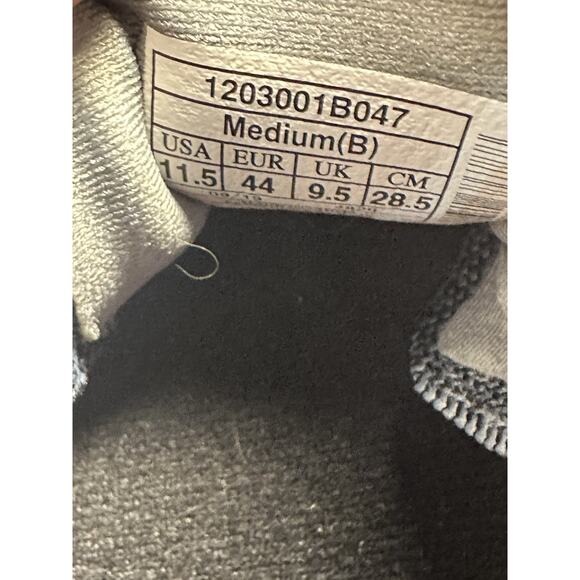 1203001B047
Medium(B)
USA EUR UK CM
11.5 44 9.5 28.5